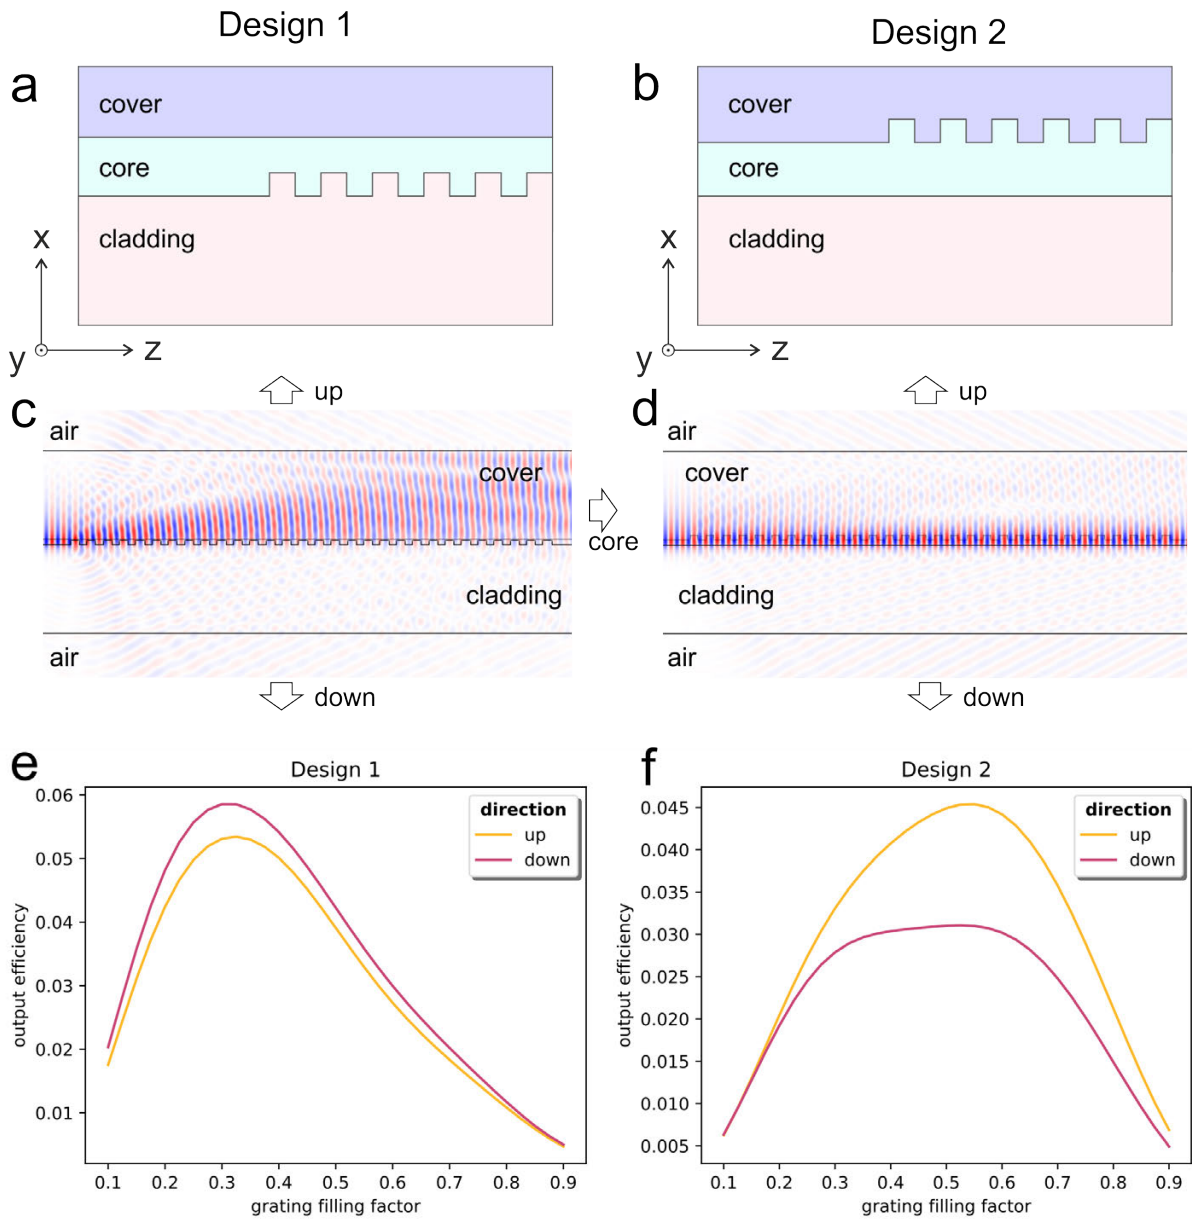 Design 1
Design 2
a
cover
core
cladding
x
y
z
b
cover
core
cladding
x
y
z
up
up
c
air
cover
core
cladding
air
down
d
air
cover
cladding
air
down
e
Design 1
0.06
0.05
0.04
0.03
0.02
0.01
output efficiency
direction
up
down
0.1 0.2 0.3 0.4 0.5 0.6 0.7 0.8 0.9
grating filling factor
f
Design 2
0.045
0.040
0.035
0.030
0.025
0.020
0.015
0.010
0.005
output efficiency
direction
up
down
0.1 0.2 0.3 0.4 0.5 0.6 0.7 0.8 0.9
grating filling factor